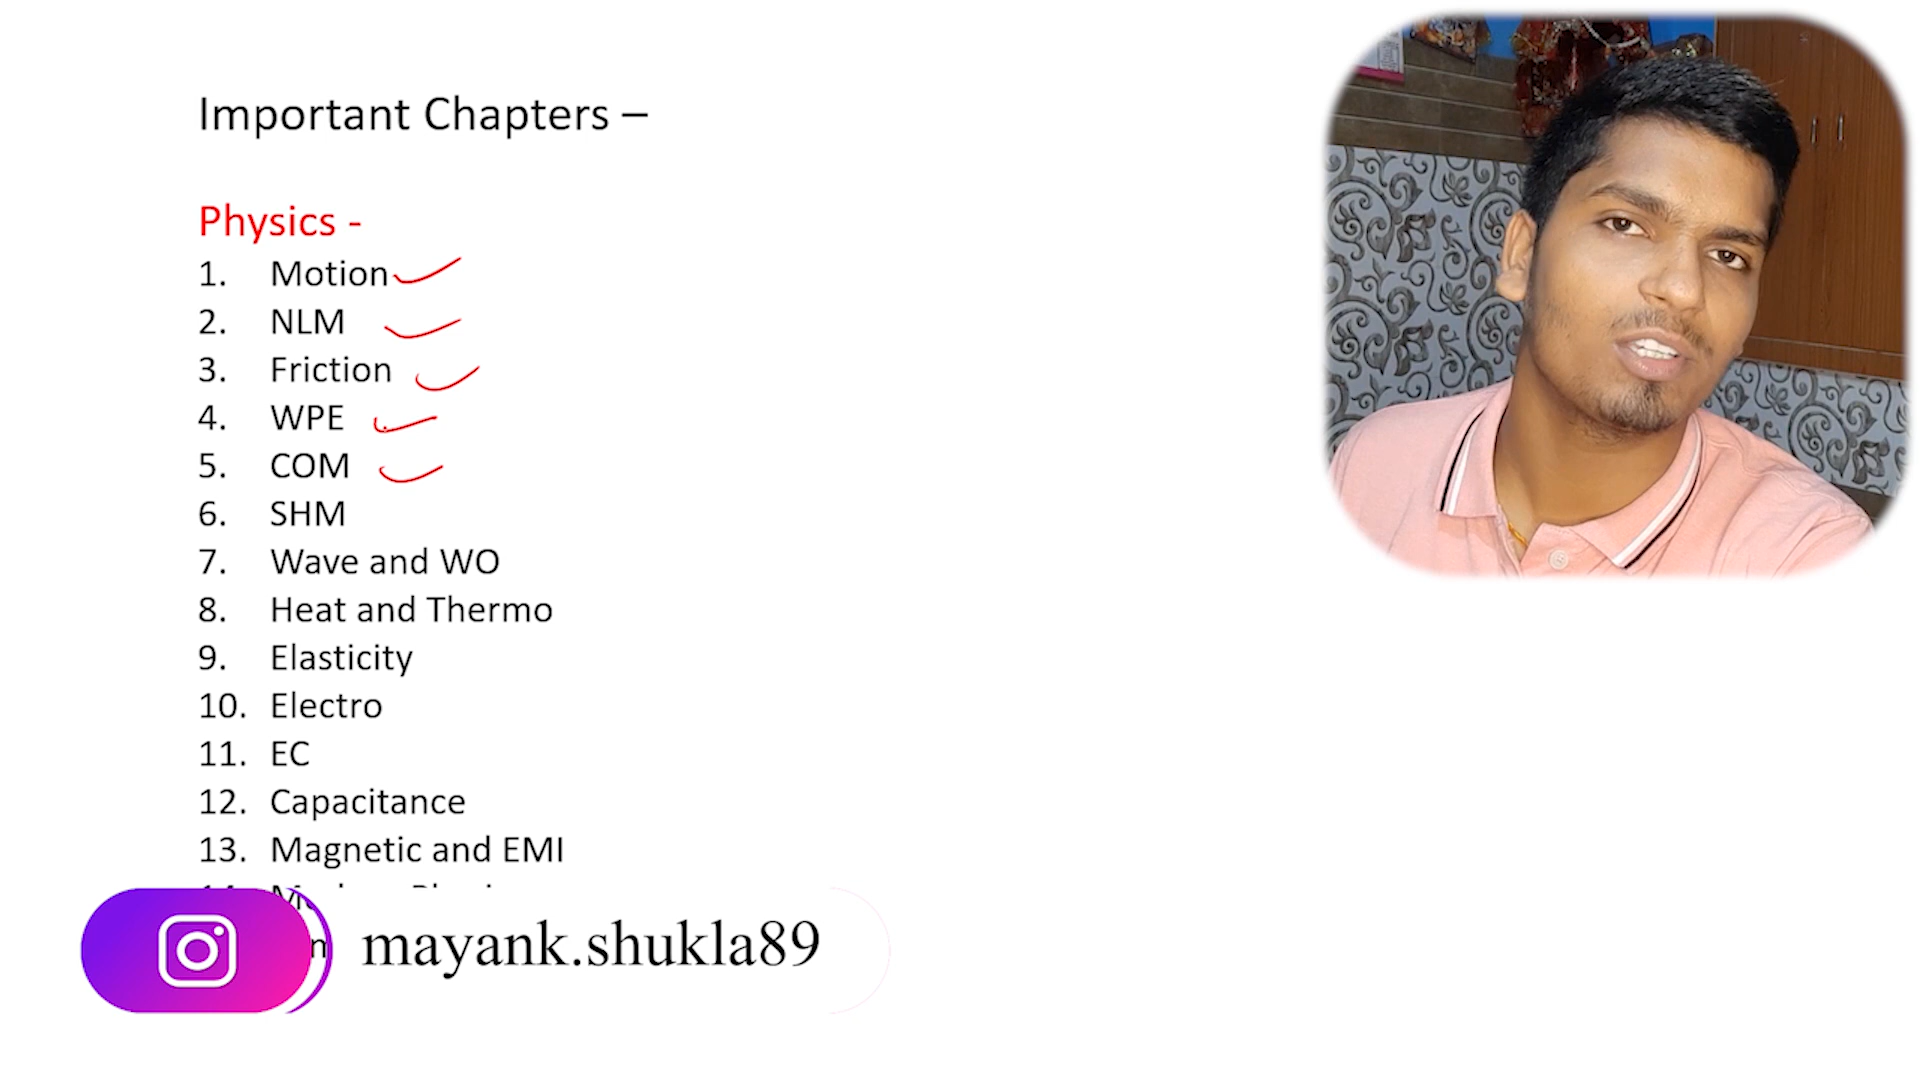 Important Chapters –
Physics -
1. Motion
2. NLM
3. Friction
4. WPE
5. COM
6. SHM
7. Wave and WO
8. Heat and Thermo
9. Elasticity
10. Electro
11. EC
12. Capacitance
13. Magnetic and EMI
mayank.shukla89